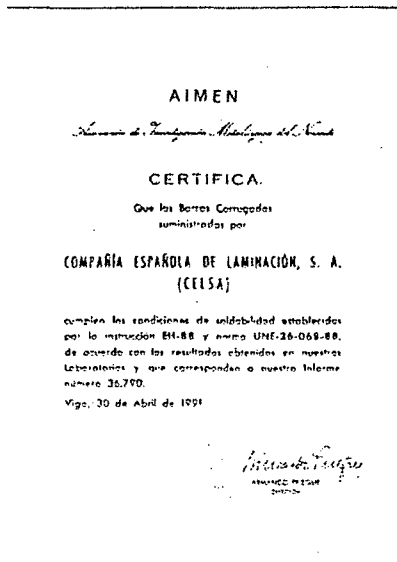 AIMEN
Asociación de Investigación Metalúrgica del Noroeste
CERTIFICA.
Que las Barras Corrugadas
suministradas por
COMPAÑÍA ESPAÑOLA DE LAMINACIÓN, S. A.
(CELSA)
cumplen las condiciones de soldabilidad establecidas
por la instrucción EH-88 y norma UNE-36-068-88,
de acuerdo con los resultados obtenidos en nuestros
Laboratorios y que corresponden a nuestro Informe
número 36.790.
Vigo, 30 de Abril de 1991
DIRECTOR